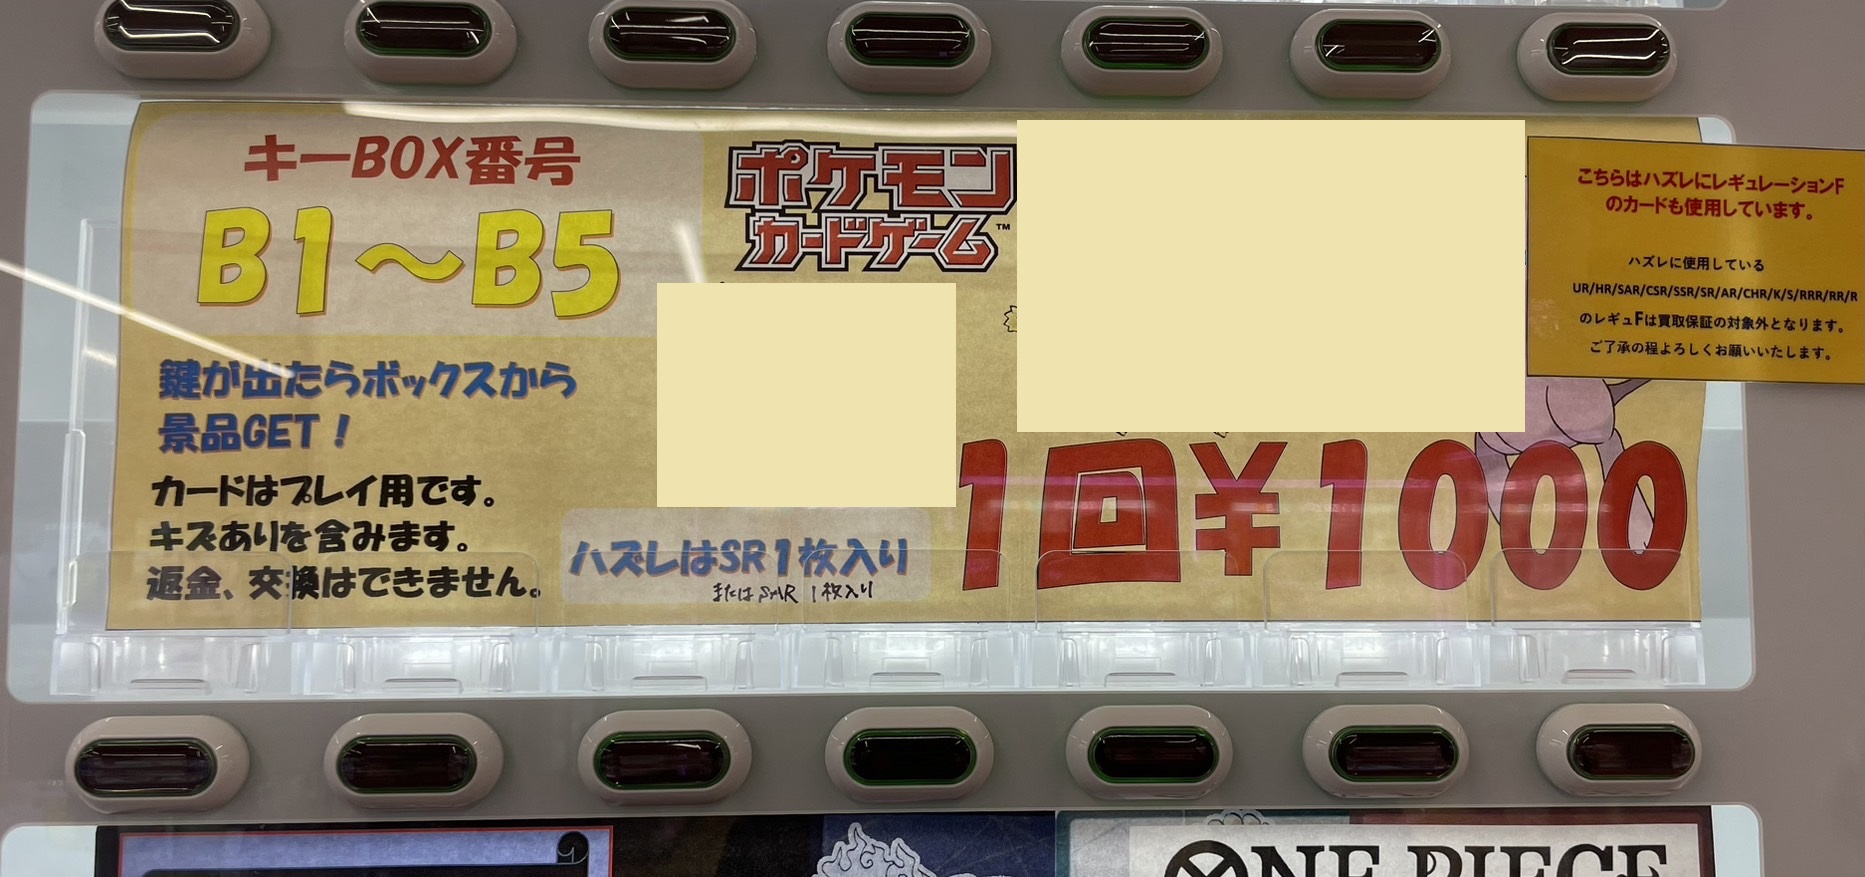 キーBOX番号
B1～B5
鍵が出たらボックスから
景品GET！
カードはプレイ用です。
キズありを含みます。
返金、交換はできません。
ポケモン
カードゲーム™
ハズレはSR1枚入り
またはSAR 1枚入り
1回¥1000
こちらはハズレにレギュレーションF
のカードも使用しています。
ハズレに使用している
UR/HR/SAR/CSR/SSR/SR/AR/CHR/K/S/RRR/RR/R
のレギュFは買取保証の対象外となります。
ご了承の程よろしくお願いいたします。
ONE PIECE